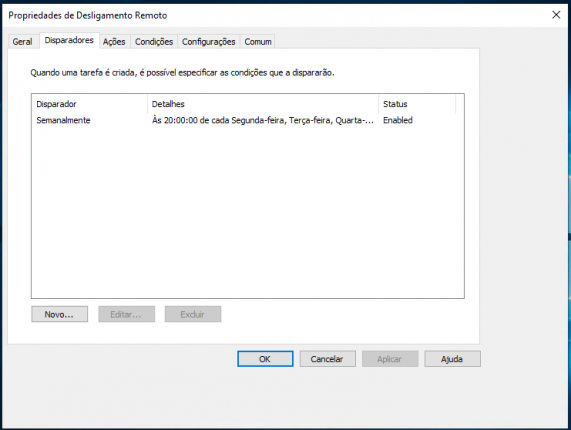 Propriedades de Desligamento Remoto
Geral Disparadores Ações Condições Configurações Comum
Quando uma tarefa é criada, é possível especificar as condições que a dispararão.
Disparador Detalhes Status
Semanalmente Às 20:00:00 de cada Segunda-feira, Terça-feira, Quarta-... Enabled
Novo... Editar... Excluir
OK Cancelar Aplicar Ajuda